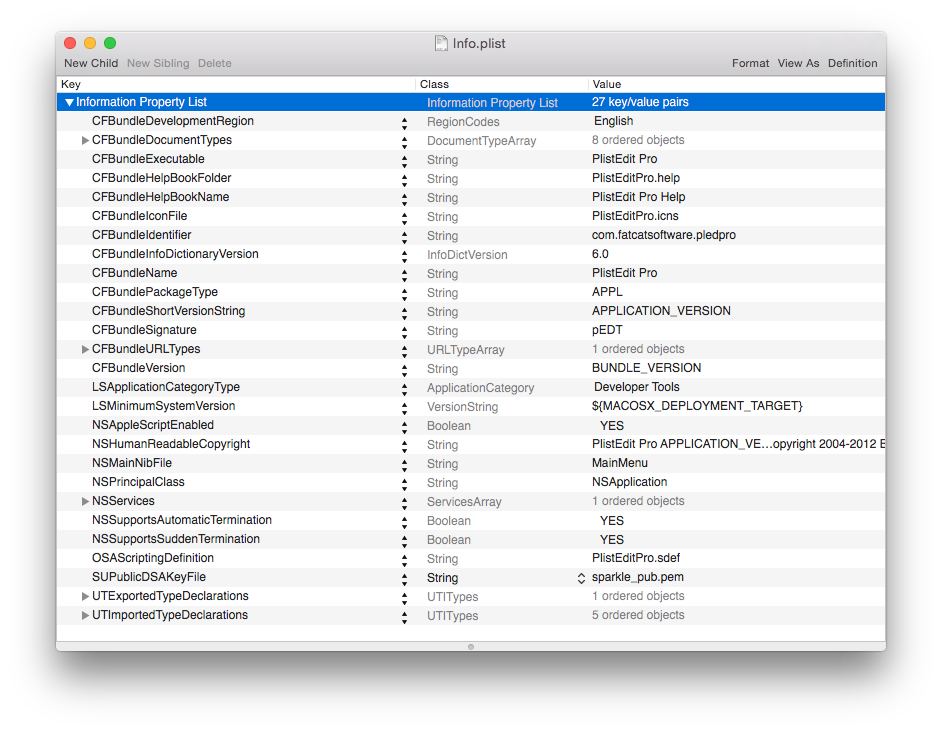 Info.plist
New Child New Sibling Delete Format View As Definition
Key Class Value
Information Property List Information Property List 27 key/value pairs
CFBundleDevelopmentRegion RegionCodes English
CFBundleDocumentTypes DocumentTypeArray 8 ordered objects
CFBundleExecutable String PlistEdit Pro
CFBundleHelpBookFolder String PlistEditPro.help
CFBundleHelpBookName String PlistEdit Pro Help
CFBundleIconFile String PlistEditPro.icns
CFBundleIdentifier String com.fatcatsoftware.pledpro
CFBundleInfoDictionaryVersion InfoDictVersion 6.0
CFBundleName String PlistEdit Pro
CFBundlePackageType String APPL
CFBundleShortVersionString String APPLICATION_VERSION
CFBundleSignature String pEDT
CFBundleURLTypes URLTypeArray 1 ordered objects
CFBundleVersion String BUNDLE_VERSION
LSApplicationCategoryType ApplicationCategory Developer Tools
LSMinimumSystemVersion VersionString ${MACOSX_DEPLOYMENT_TARGET}
NSAppleScriptEnabled Boolean YES
NSHumanReadableCopyright String PlistEdit Pro APPLICATION_VE...opyright 2004-2012 E
NSMainNibFile String MainMenu
NSPrincipalClass String NSApplication
NSServices ServicesArray 1 ordered objects
NSSupportsAutomaticTermination Boolean YES
NSSupportsSuddenTermination Boolean YES
OSAScriptingDefinition String PlistEditPro.sdef
SUPublicDSAKeyFile String sparkle_pub.pem
UTExportedTypeDeclarations UTITypes 1 ordered objects
UTImportedTypeDeclarations UTITypes 5 ordered objects